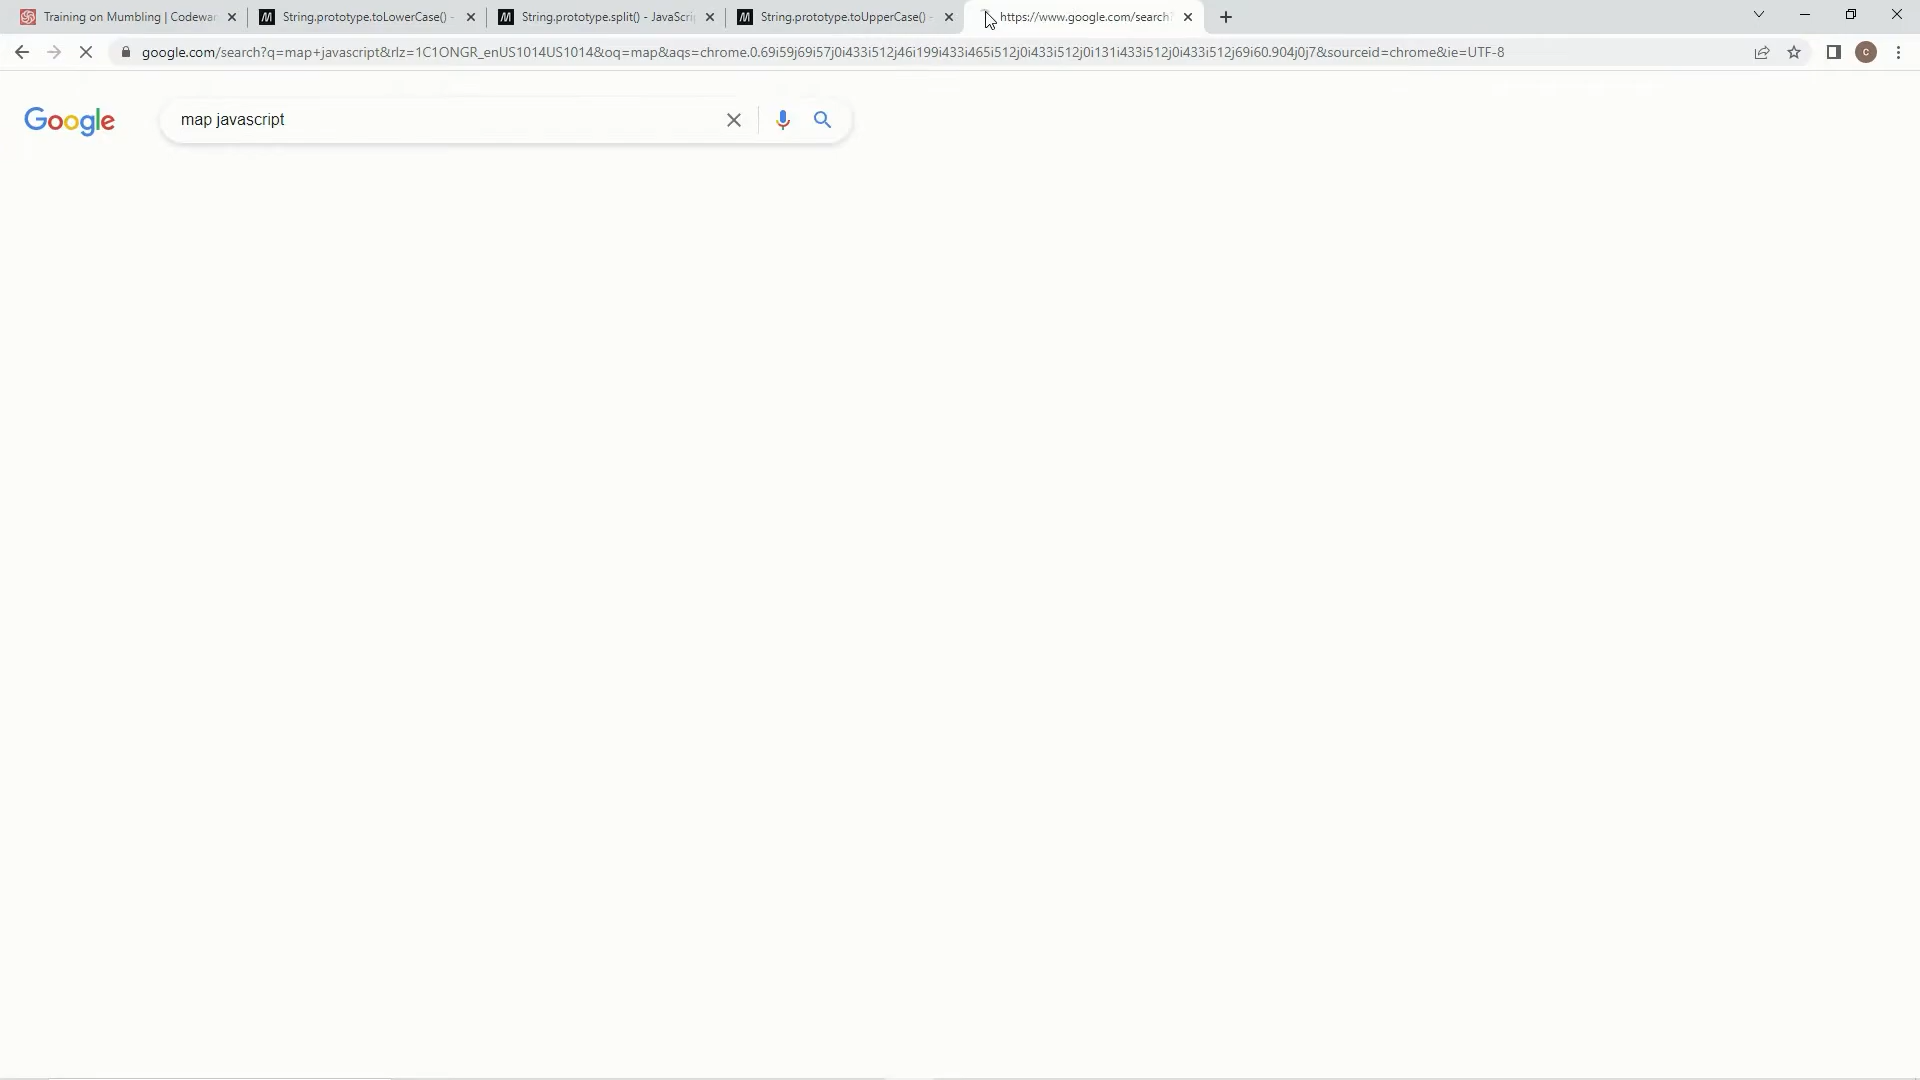 Training on Mumbling | Codewar
String.prototype.toLowerCase() -
String.prototype.split() - JavaScri
String.prototype.toUpperCase() -
https://www.google.com/search?
google.com/search?q=map+javascript&rlz=1C1ONGR_enUS1014US1014&oq=map&aqs=chrome.0.69i59j69i57j0i433i512j46i199i433i465i512j0i433i512j0i131i433i512j0i433i512j69i60.904j0j7&sourceid=chrome&ie=UTF-8
C
Google
map javascript